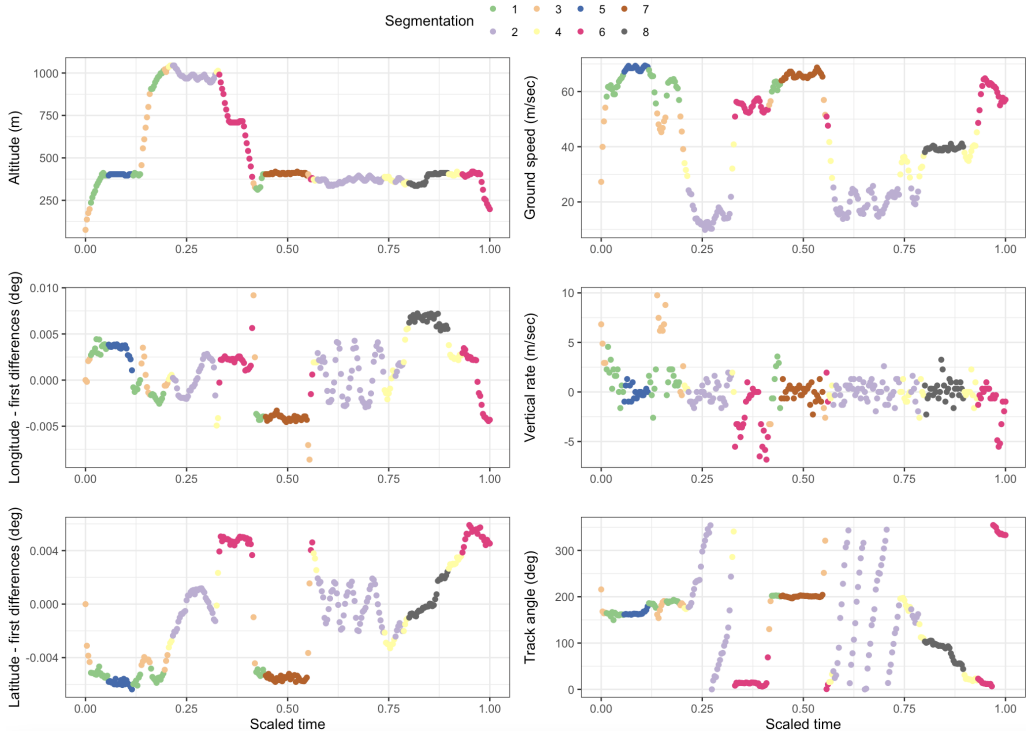 Segmentation
1 3 5 7
2 4 6 8
Altitude (m)
1000
750
500
250
0.00 0.25 0.50 0.75 1.00
Ground speed (m/sec)
60
40
20
0.00 0.25 0.50 0.75 1.00
Longitude - first differences (deg)
0.010
0.005
0.000
-0.005
0.00 0.25 0.50 0.75 1.00
Vertical rate (m/sec)
10
5
0
-5
0.00 0.25 0.50 0.75 1.00
Latitude - first differences (deg)
0.004
0.000
-0.004
0.00 0.25 0.50 0.75 1.00
Scaled time
Track angle (deg)
300
200
100
0
0.00 0.25 0.50 0.75 1.00
Scaled time